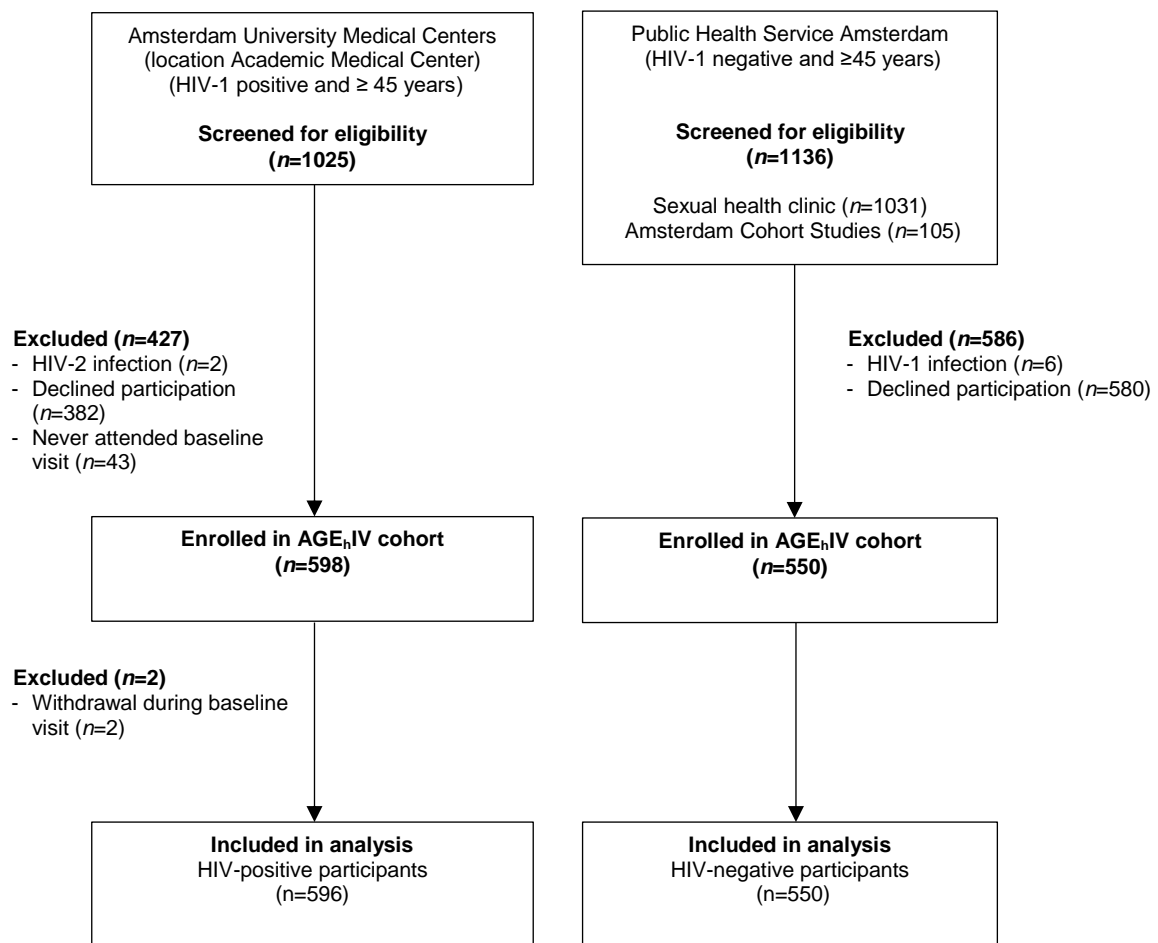 Amsterdam University Medical Centers
(location Academic Medical Center)
(HIV-1 positive and ≥ 45 years)
Screened for eligibility
(n=1025)
Public Health Service Amsterdam
(HIV-1 negative and ≥45 years)
Screened for eligibility
(n=1136)
Sexual health clinic (n=1031)
Amsterdam Cohort Studies (n=105)
Excluded (n=427)
- HIV-2 infection (n=2)
- Declined participation
(n=382)
- Never attended baseline
visit (n=43)
Excluded (n=586)
- HIV-1 infection (n=6)
- Declined participation (n=580)
Enrolled in AGEhIV cohort
(n=598)
Enrolled in AGEhIV cohort
(n=550)
Excluded (n=2)
- Withdrawal during baseline
visit (n=2)
Included in analysis
HIV-positive participants
(n=596)
Included in analysis
HIV-negative participants
(n=550)